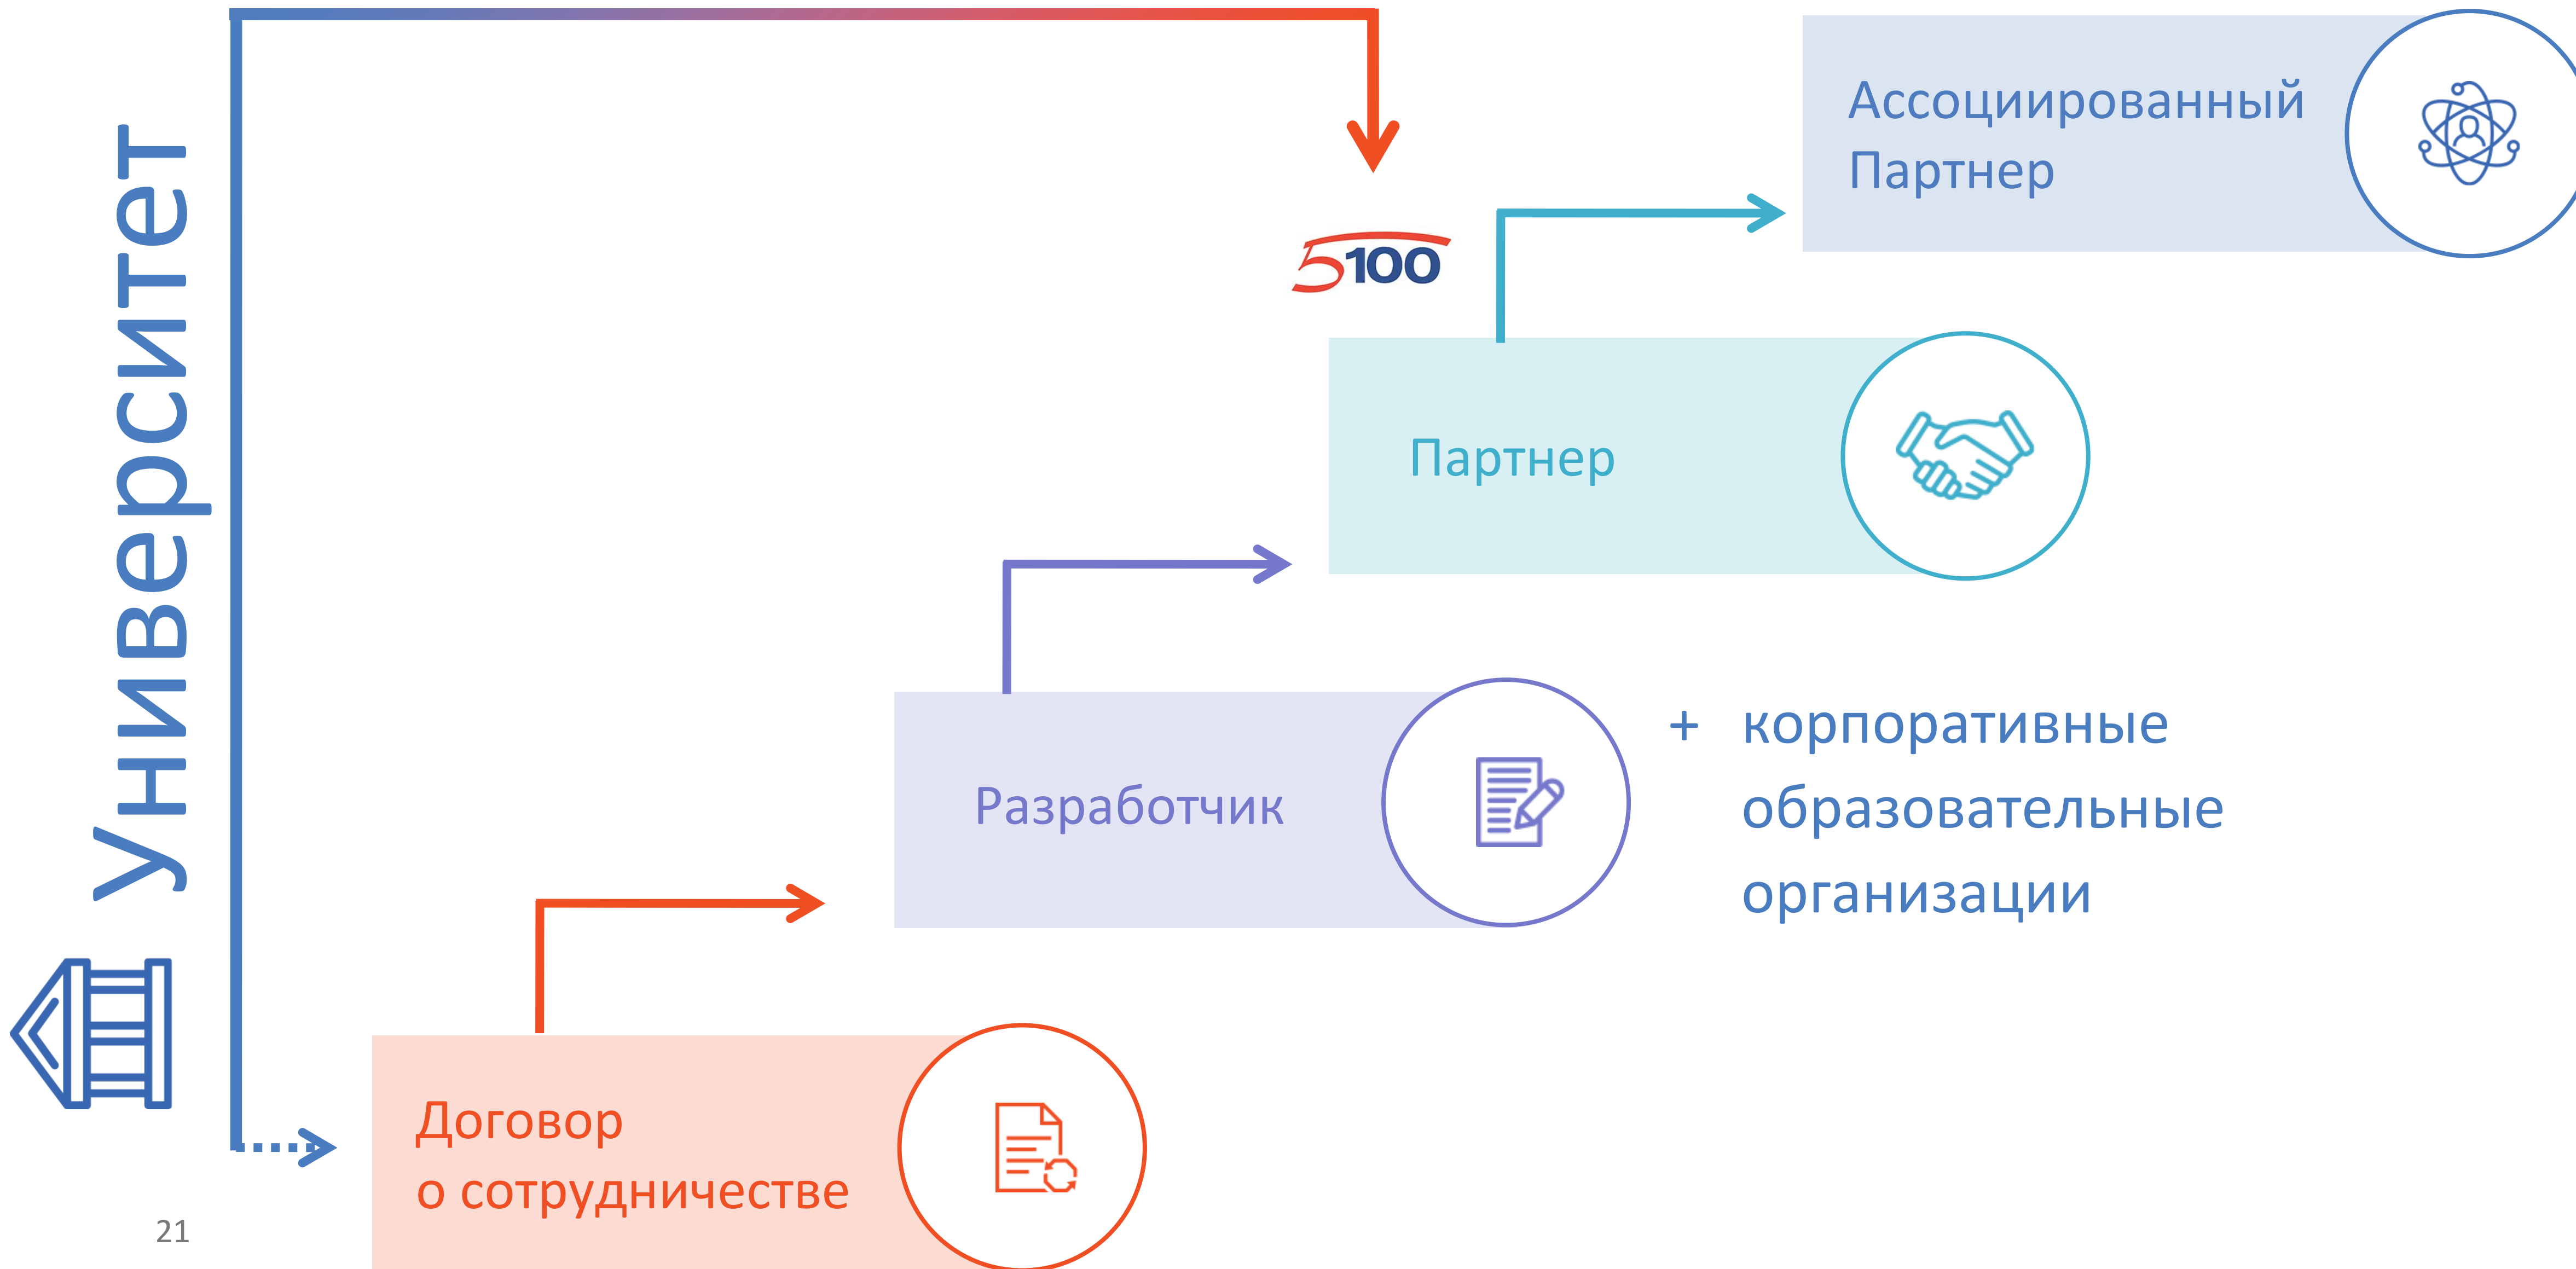 Университет
Ассоциированный
Партнер
5100
Партнер
Разработчик
+ корпоративные
образовательные
организации
Договор
о сотрудничестве
21